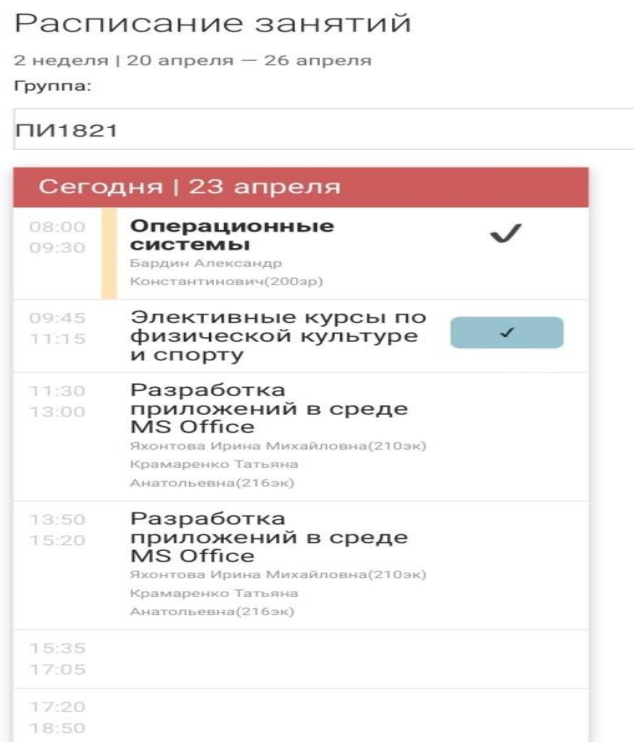 Расписание занятий
2 неделя | 20 апреля — 26 апреля
Группа:
ПИ1821
Сегодня | 23 апреля
08:00
09:30
Операционные
системы
Бардин Александр
Константинович(200зр)
09:45
11:15
Элективные курсы по
физической культуре
и спорту
11:30
13:00
Разработка
приложений в среде
MS Office
Яхонтова Ирина Михайловна(210эк)
Крамаренко Татьяна
Анатольевна(216эк)
13:50
15:20
Разработка
приложений в среде
MS Office
Яхонтова Ирина Михайловна(210эк)
Крамаренко Татьяна
Анатольевна(216эк)
15:35
17:05
17:20
18:50